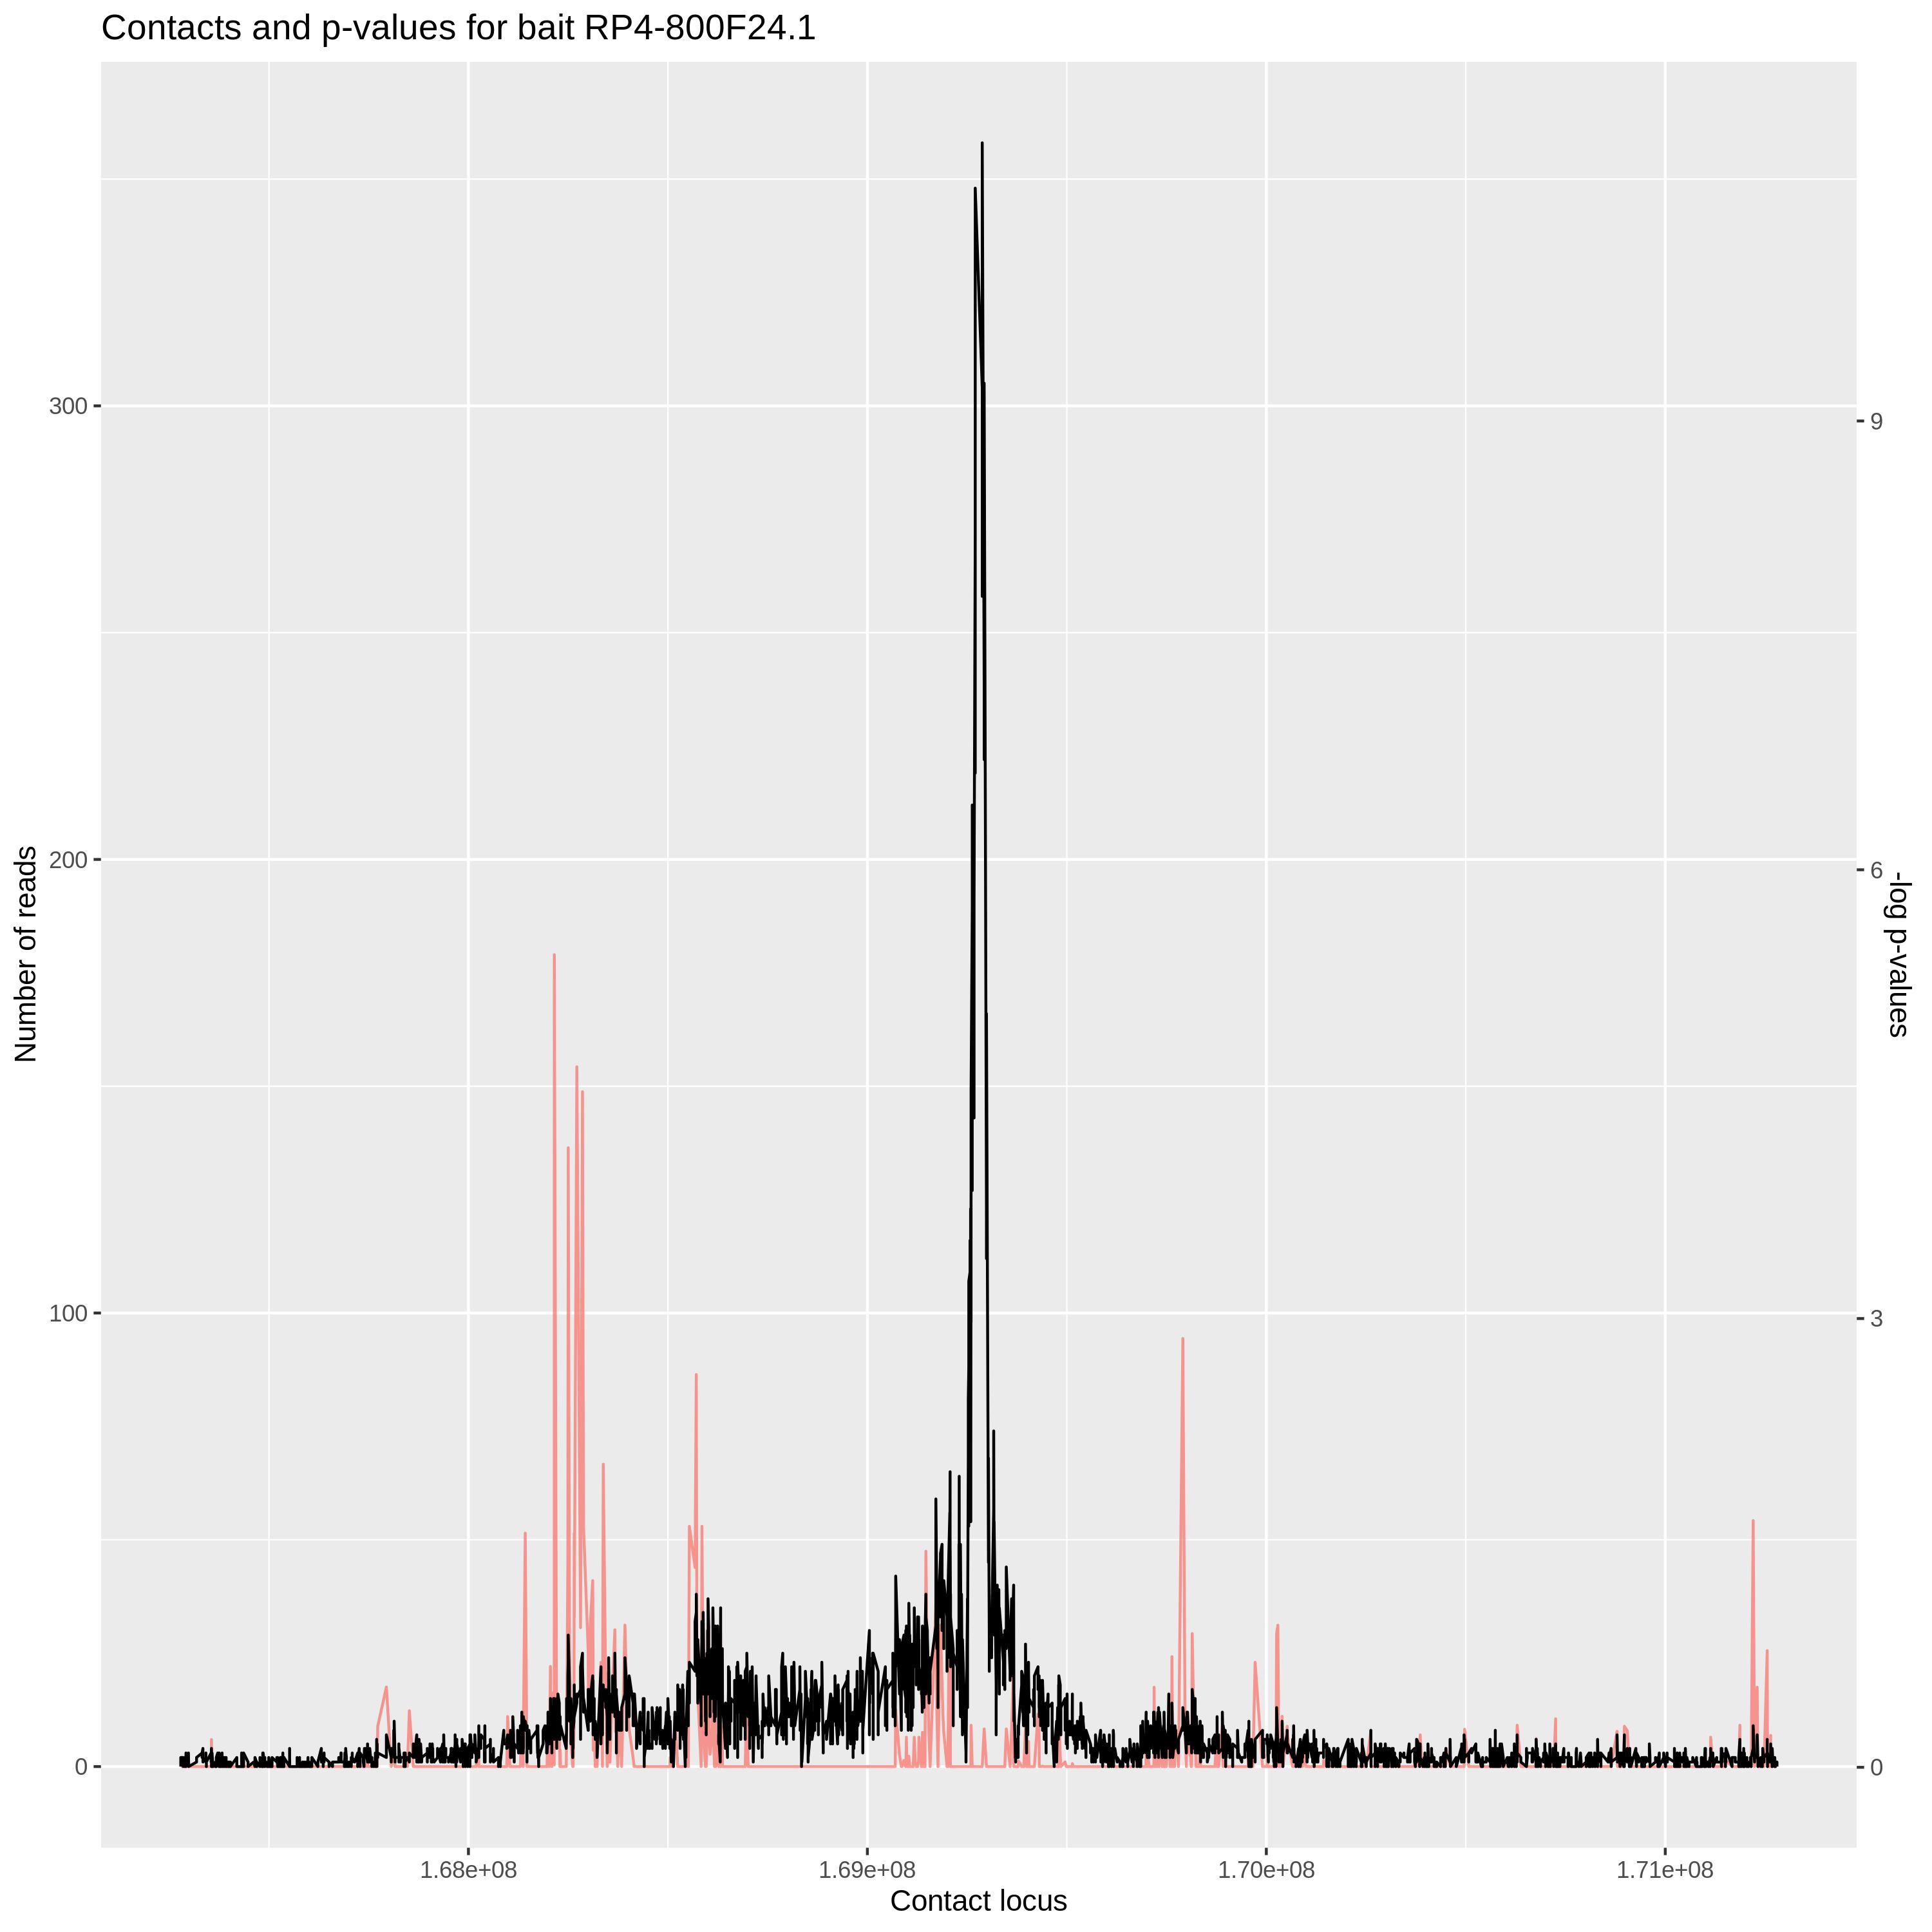 Contacts and p-values for bait RP4-800F24.1
300
200
100
0
Number of reads
9
6
3
0
-log p-values
1.68e+08 1.69e+08 1.70e+08 1.71e+08
Contact locus